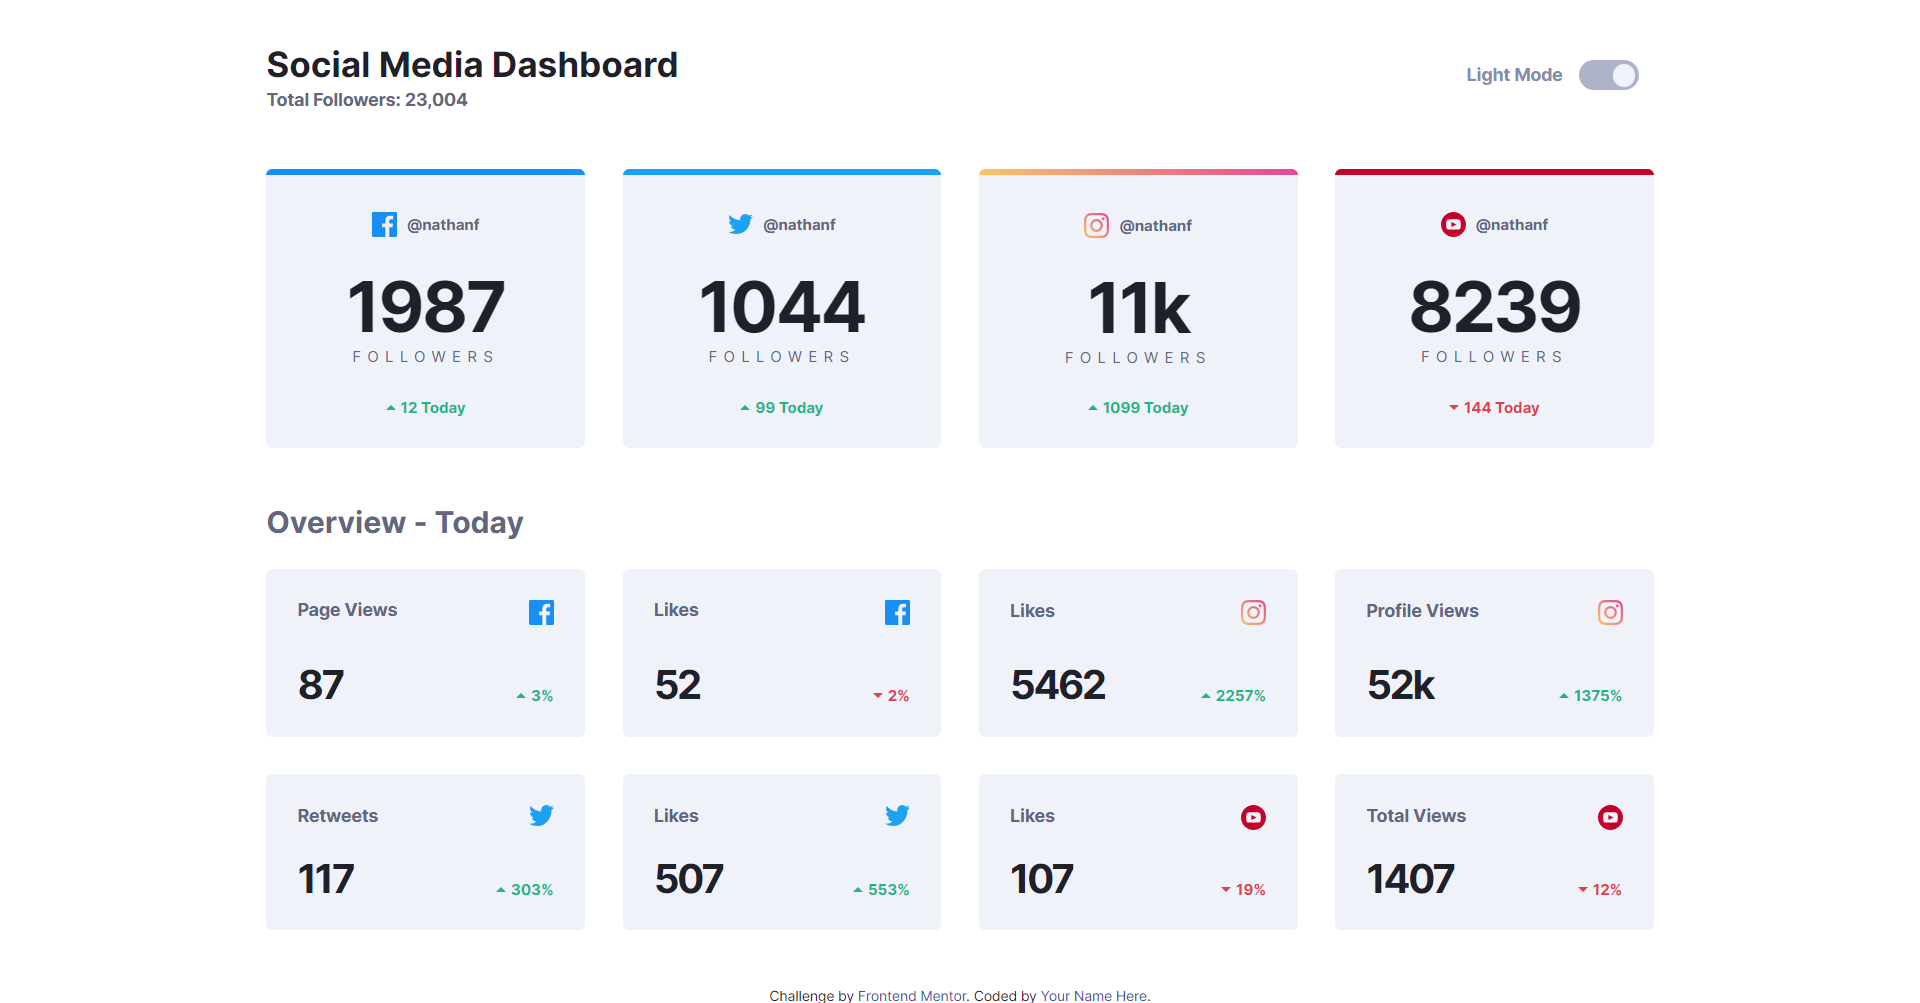 Social Media Dashboard
Total Followers: 23,004
Light Mode
@nathanf
1987
FOLLOWERS
12 Today
@nathanf
1044
FOLLOWERS
99 Today
@nathanf
11k
FOLLOWERS
1099 Today
@nathanf
8239
FOLLOWERS
144 Today
Overview - Today
Page Views
87
3%
Likes
52
2%
Likes
5462
2257%
Profile Views
52k
1375%
Retweets
117
303%
Likes
507
553%
Likes
107
19%
Total Views
1407
12%
Challenge by Frontend Mentor. Coded by Your Name Here.